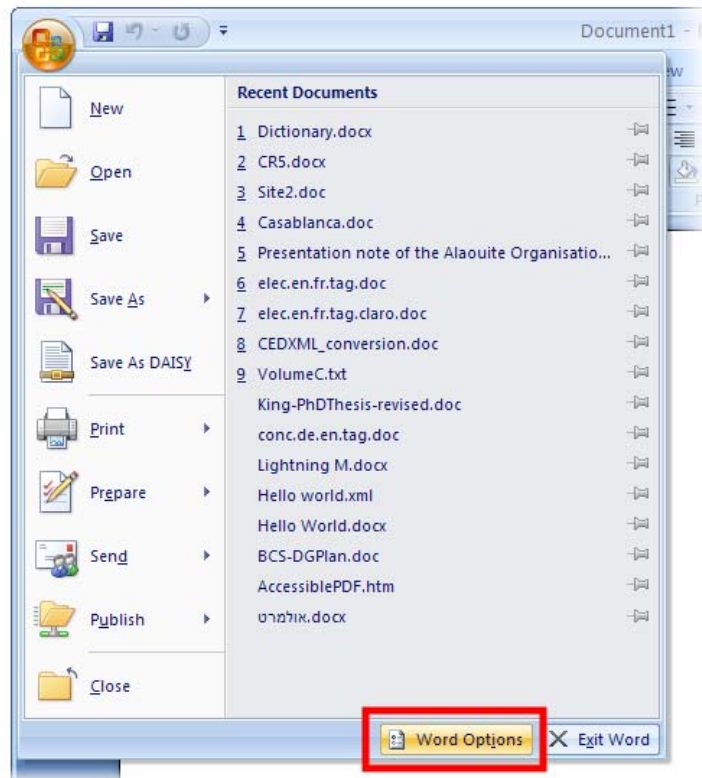 Document1 -
New
Open
Save
Save As
Save As DAISY
Print
Prepare
Send
Publish
Close
Recent Documents
1 Dictionary.docx
2 CR5.docx
3 Site2.doc
4 Casablanca.doc
5 Presentation note of the Alaouite Organisatio...
6 elec.en.fr.tag.doc
7 elec.en.fr.tag.claro.doc
8 CEDXML_conversion.doc
9 VolumeC.txt
King-PhDThesis-revised.doc
conc.de.en.tag.doc
Lightning M.docx
Hello world.xml
Hello World.docx
BCS-DGPlan.doc
AccessiblePDF.htm
אולמרט.docx
Word Options
Exit Word